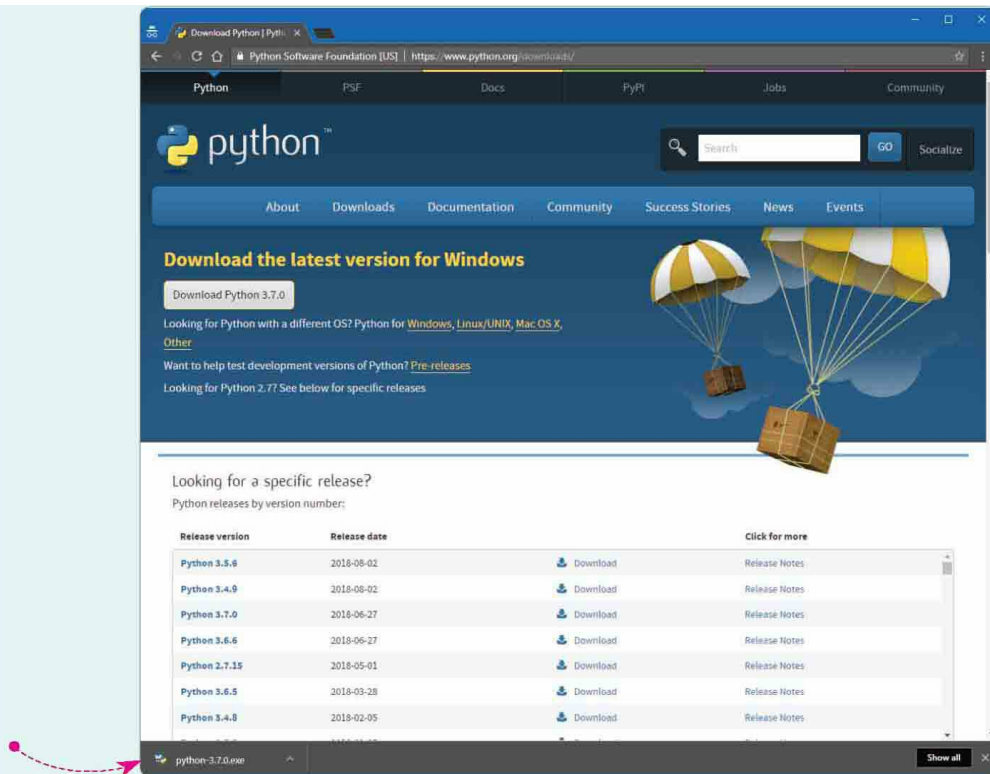 Download Python | Pyth
Python Software Foundation [US] | https://www.python.org/downloads/
Python PSF Docs PyPI Jobs Community
python™
Search GO Socialize
About Downloads Documentation Community Success Stories News Events
Download the latest version for Windows
Download Python 3.7.0
Looking for Python with a different OS? Python for Windows, Linux/UNIX, Mac OS X,
Other
Want to help test development versions of Python? Pre-releases
Looking for Python 2.7? See below for specific releases
Looking for a specific release?
Python releases by version number:
Release version Release date Click for more
Python 3.5.6 2018-08-02 Download Release Notes
Python 3.4.9 2018-08-02 Download Release Notes
Python 3.7.0 2018-06-27 Download Release Notes
Python 3.6.6 2018-06-27 Download Release Notes
Python 2.7.15 2018-05-01 Download Release Notes
Python 3.6.5 2018-03-28 Download Release Notes
Python 3.4.8 2018-02-05 Download Release Notes
python-3.7.0.exe Show all